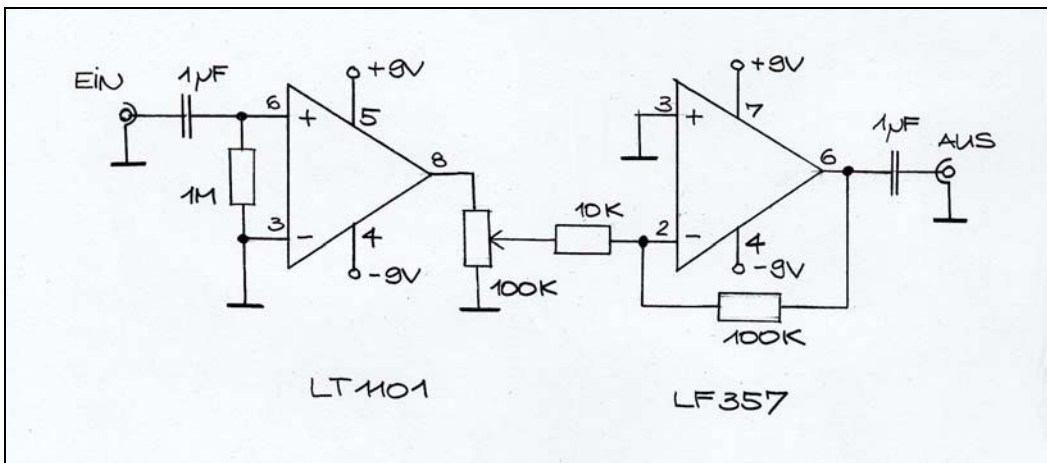 EiN
1µF
6
+
+9V
5
8
1M
3
-
4
-9V
100K
10K
3
+
+9V
7
6
1µF
AUS
2
-
4
-9V
100K
LT1101
LF357